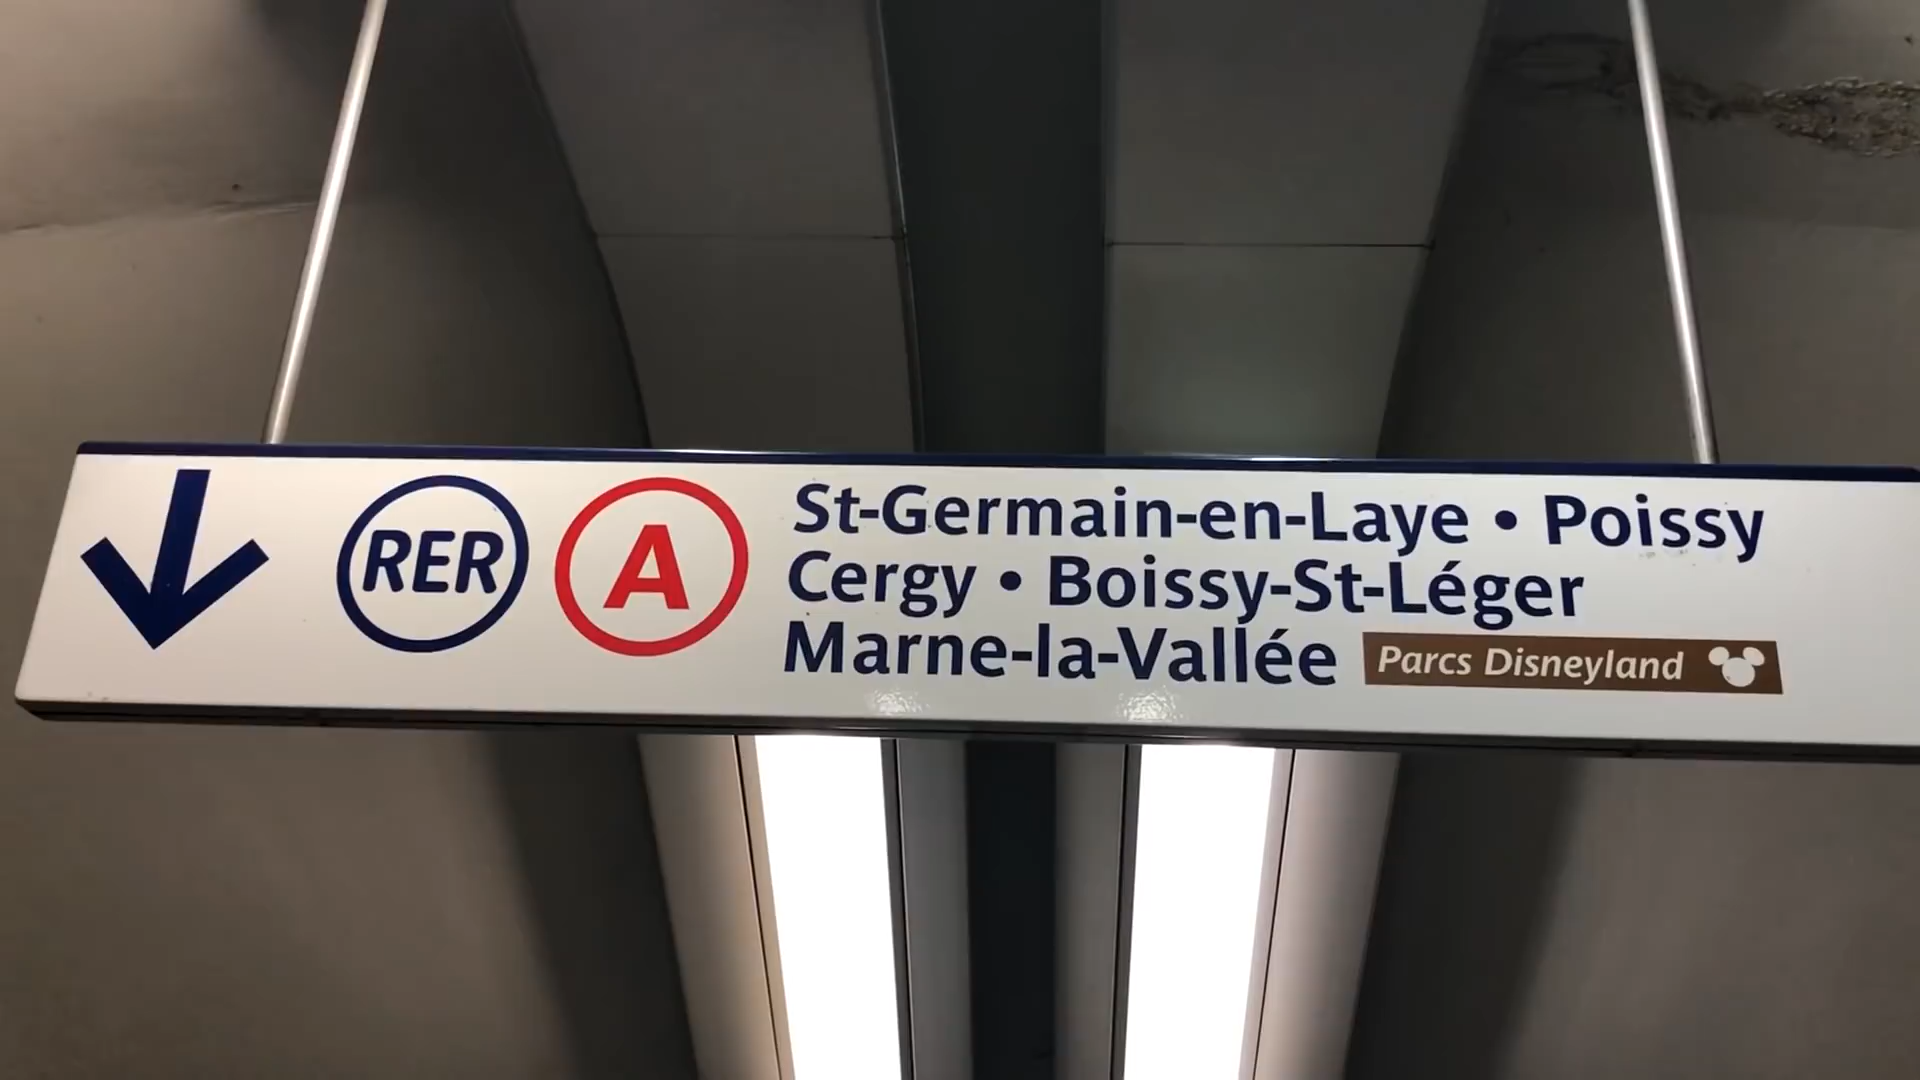 RER A St-Germain-en-Laye • Poissy
Cergy • Boissy-St-Léger
Marne-la-Vallée Parcs Disneyland